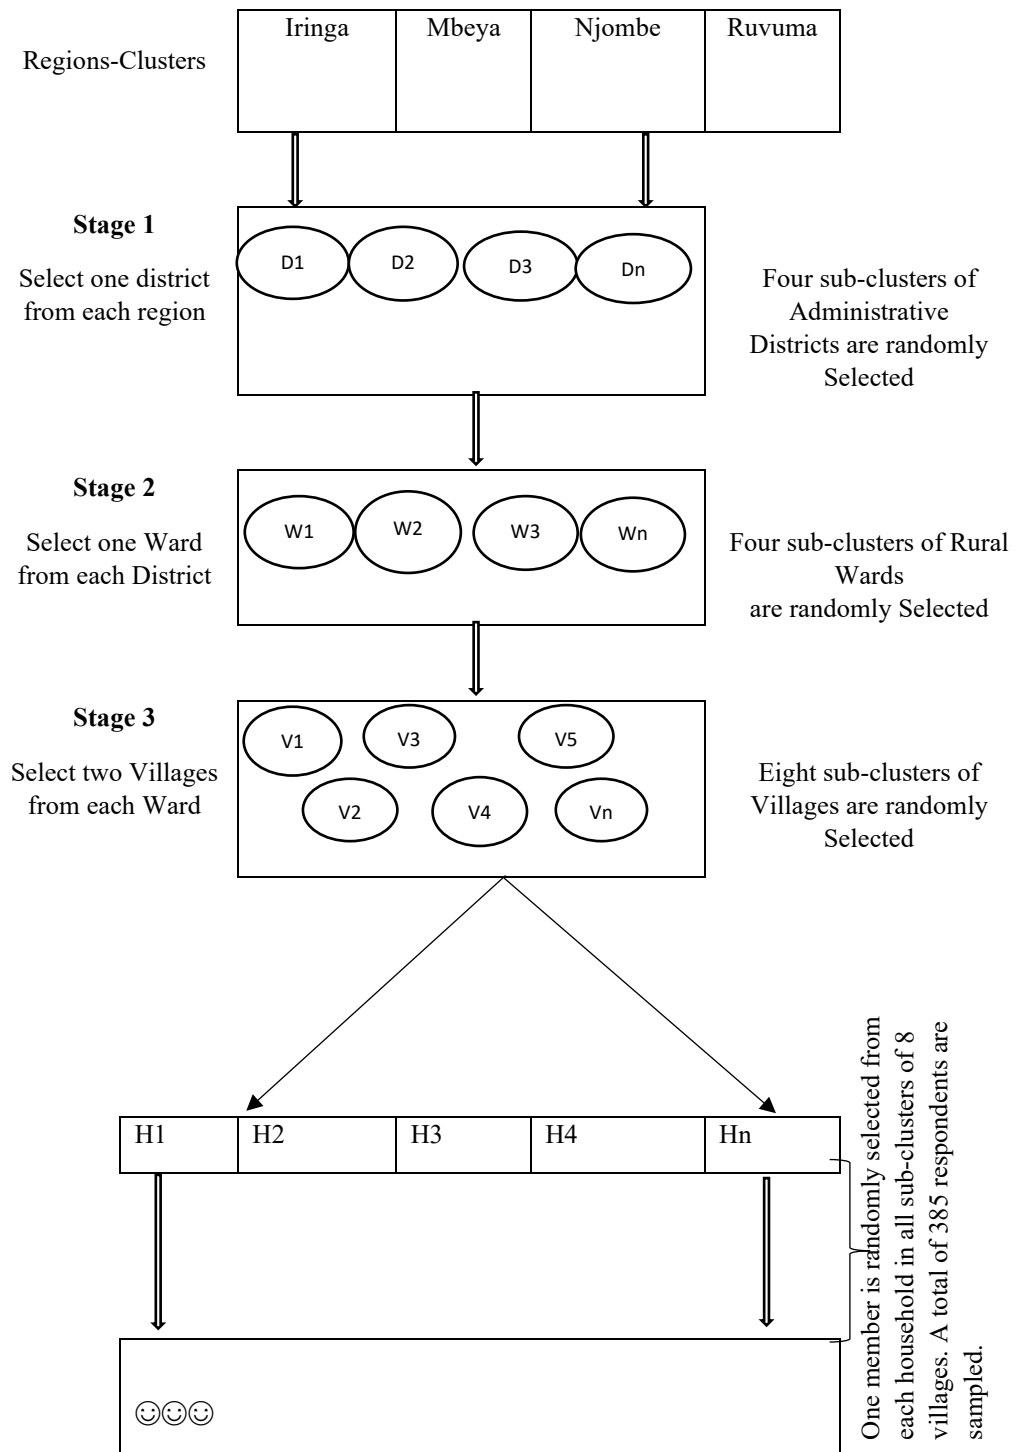 Iringa
Mbeya
Njombe
Ruvuma
Regions-Clusters
Stage 1
Select one district
from each region
D1
D2
D3
Dn
Four sub-clusters of
Administrative
Districts are randomly
Selected
Stage 2
Select one Ward
from each District
W1
W2
W3
Wn
Four sub-clusters of Rural
Wards
are randomly Selected
Stage 3
Select two Villages
from each Ward
V1
V3
V5
V2
V4
Vn
Eight sub-clusters of
Villages are randomly
Selected
H1
H2
H3
H4
Hn
One member is randomly selected from
each household in all sub-clusters of 8
villages. A total of 385 respondents are
sampled.